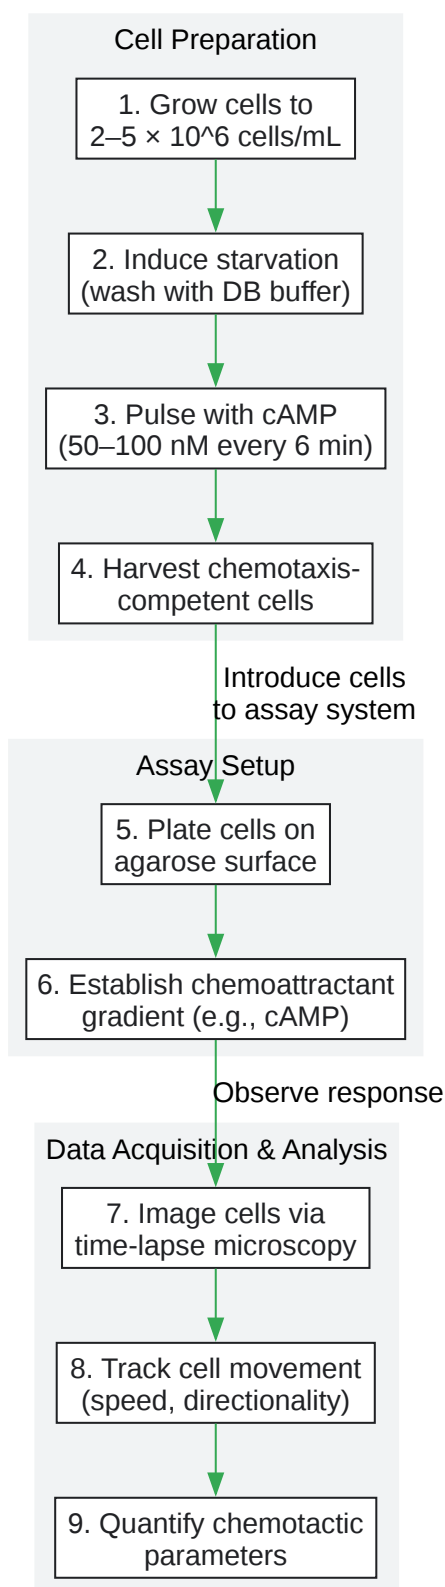 Cell Preparation
1. Grow cells to
2–5 × 10^6 cells/mL
2. Induce starvation
(wash with DB buffer)
3. Pulse with cAMP
(50–100 nM every 6 min)
4. Harvest chemotaxis-
competent cells
Introduce cells
to assay system
Assay Setup
5. Plate cells on
agarose surface
6. Establish chemoattractant
gradient (e.g., cAMP)
Observe response
Data Acquisition & Analysis
7. Image cells via
time-lapse microscopy
8. Track cell movement
(speed, directionality)
9. Quantify chemotactic
parameters